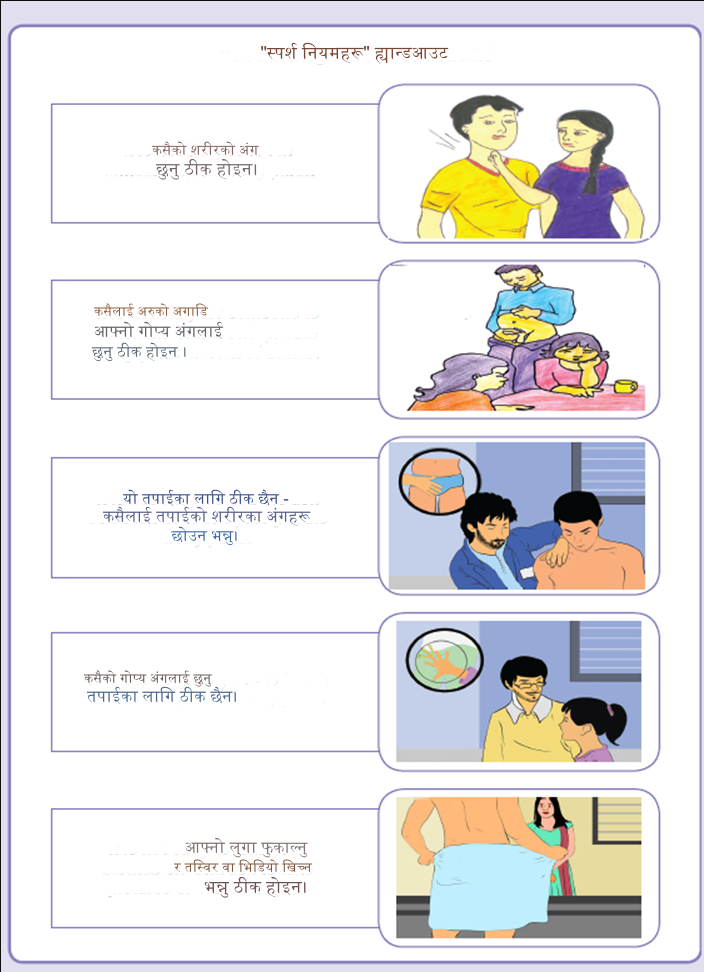 "स्पर्श नियमहरू" ह्यान्डआउट
कसैको शरीरको अंग
छुनु ठीक होइन।
कसैलाई अरुको अगाडि
आफ्नो गोप्य अंगलाई
छुनु ठीक होइन ।
यो तपाईका लागि ठीक छैन -
कसैलाई तपाईको शरीरका अंगहरू
छोउन भन्नु।
कसैको गोप्य अंगलाई छुनु
तपाईका लागि ठीक छैन।
आफ्नो लुगा फुकाल्नु
र तस्विर वा भिडियो खिच्न
भन्नु ठीक होइन।